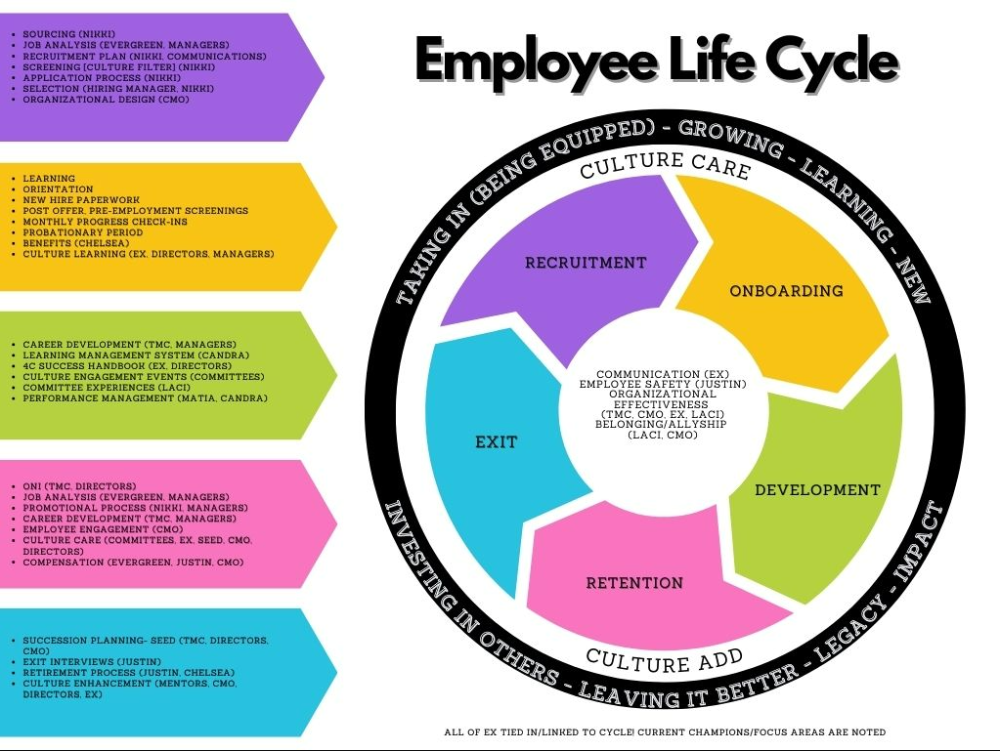 Employee Life Cycle
• SOURCING (NIKKI)
• JOB ANALYSIS (EVERGREEN, MANAGERS)
• RECRUITMENT PLAN (NIKKI, COMMUNICATIONS)
• SCREENING [CULTURE FILTER] (NIKKI)
• APPLICATION PROCESS (NIKKI)
• SELECTION (HIRING MANAGER, NIKKI)
• ORGANIZATIONAL DESIGN (CMO)
• LEARNING
• ORIENTATION
• NEW HIRE PAPERWORK
• POST OFFER, PRE-EMPLOYMENT SCREENINGS
• MONTHLY PROGRESS CHECK-INS
• PROBATIONARY PERIOD
• BENEFITS (CHELSEA)
• CULTURE LEARNING (EX, DIRECTORS, MANAGERS)
• CAREER DEVELOPMENT (TMC, MANAGERS)
• LEARNING MANAGEMENT SYSTEM (CANDRA)
• 4C SUCCESS HANDBOOK (EX, DIRECTORS)
• CULTURE ENGAGEMENT EVENTS (COMMITTEES)
• COMMITTEE EXPERIENCES (LACI)
• PERFORMANCE MANAGEMENT (MATIA, CANDRA)
• ONI (TMC, DIRECTORS)
• JOB ANALYSIS (EVERGREEN, MANAGERS)
• PROMOTIONAL PROCESS (NIKKI, MANAGERS)
• CAREER DEVELOPMENT (TMC, MANAGERS)
• EMPLOYEE ENGAGEMENT (CMO)
• CULTURE CARE (COMMITTEES, EX, SEED, CMO,
DIRECTORS)
• COMPENSATION (EVERGREEN, JUSTIN, CMO)
• SUCCESSION PLANNING- SEED (TMC, DIRECTORS,
CMO)
• EXIT INTERVIEWS (JUSTIN)
• RETIREMENT PROCESS (JUSTIN, CHELSEA)
• CULTURE ENHANCEMENT (MENTORS, CMO,
DIRECTORS, EX)
TAKING IN (BEING EQUIPPED) - GROWING - LEARNING - NEW
CULTURE CARE
RECRUITMENT
ONBOARDING
COMMUNICATION (EX)
EMPLOYEE SAFETY (JUSTIN)
ORGANIZATIONAL
EFFECTIVENESS
(TMC, CMO, EX, LACI)
BELONGING/ALLYSHIP
(LACI, CMO)
EXIT
DEVELOPMENT
RETENTION
CULTURE ADD
INVESTING IN OTHERS - LEAVING IT BETTER - LEGACY - IMPACT
ALL OF EX TIED IN/LINKED TO CYCLE! CURRENT CHAMPIONS/FOCUS AREAS ARE NOTED